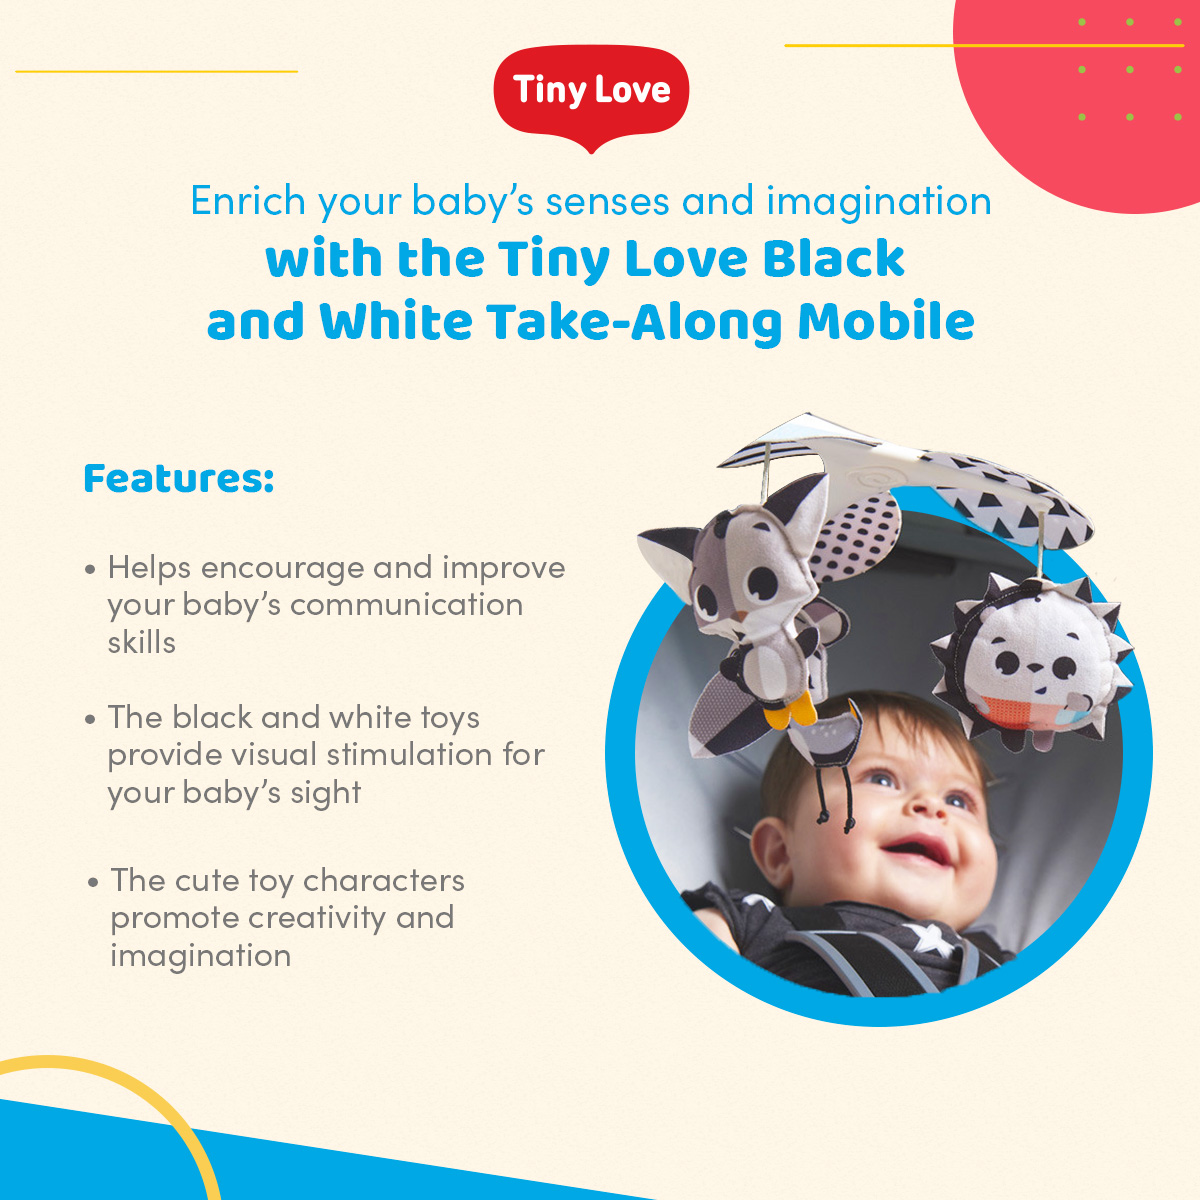 Tiny Love
Enrich your baby's senses and imagination
with the Tiny Love Black
and White Take-Along Mobile
Features:
• Helps encourage and improve
your baby's communication
skills
• The black and white toys
provide visual stimulation for
your baby's sight
• The cute toy characters
promote creativity and
imagination